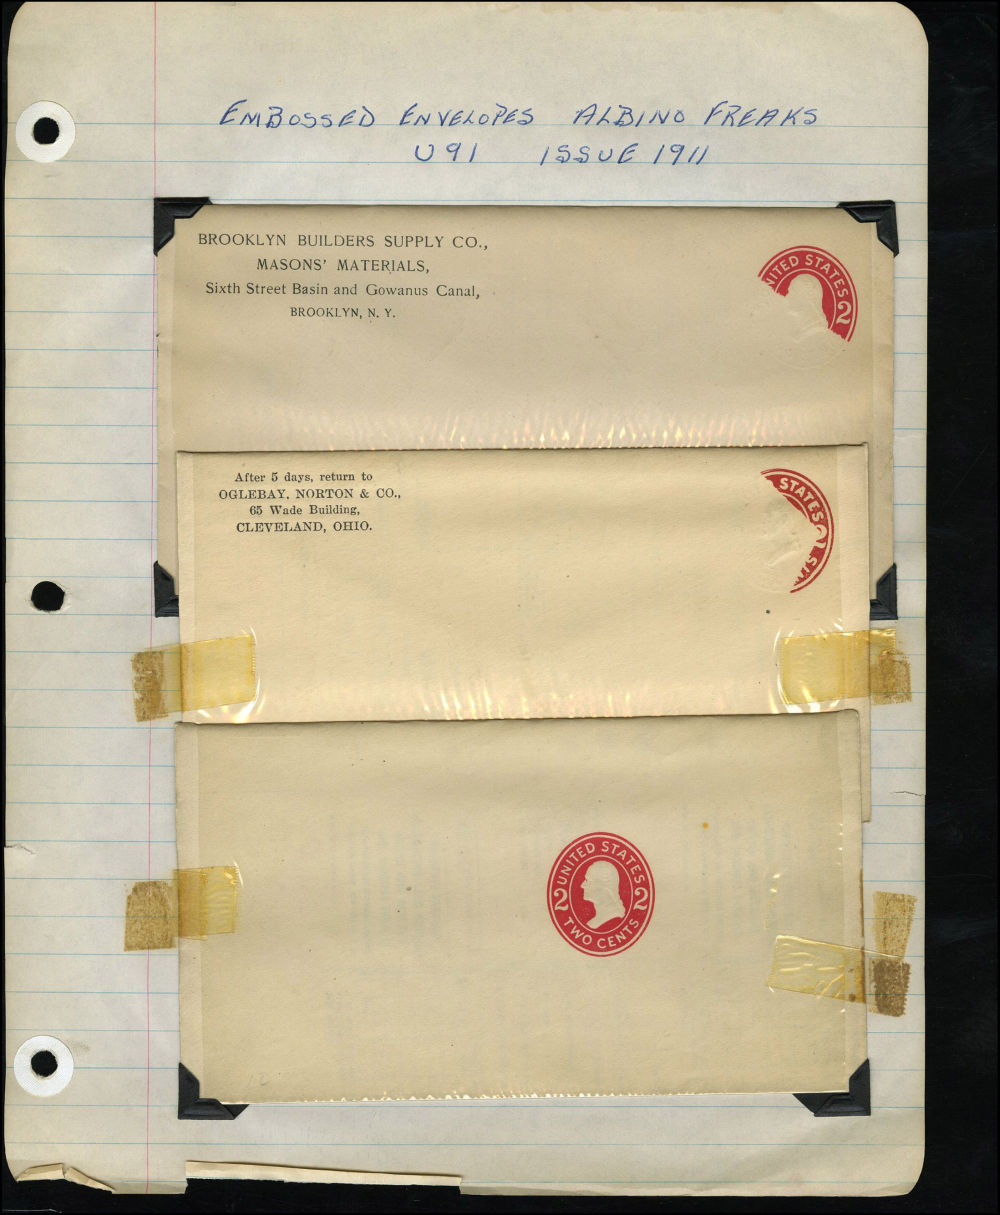 EMBOSSED ENVELOPES ALBINO FREAKS
U91 ISSUE 1911
BROOKLYN BUILDERS SUPPLY CO.,
MASONS' MATERIALS,
Sixth Street Basin and Gowanus Canal,
BROOKLYN, N. Y.
NITED STATES
2
After 5 days, return to
OGLEBAY, NORTON & CO.,
65 Wade Building,
CLEVELAND, OHIO.
STATES
2
UNITED STATES
2 2
TWO CENTS